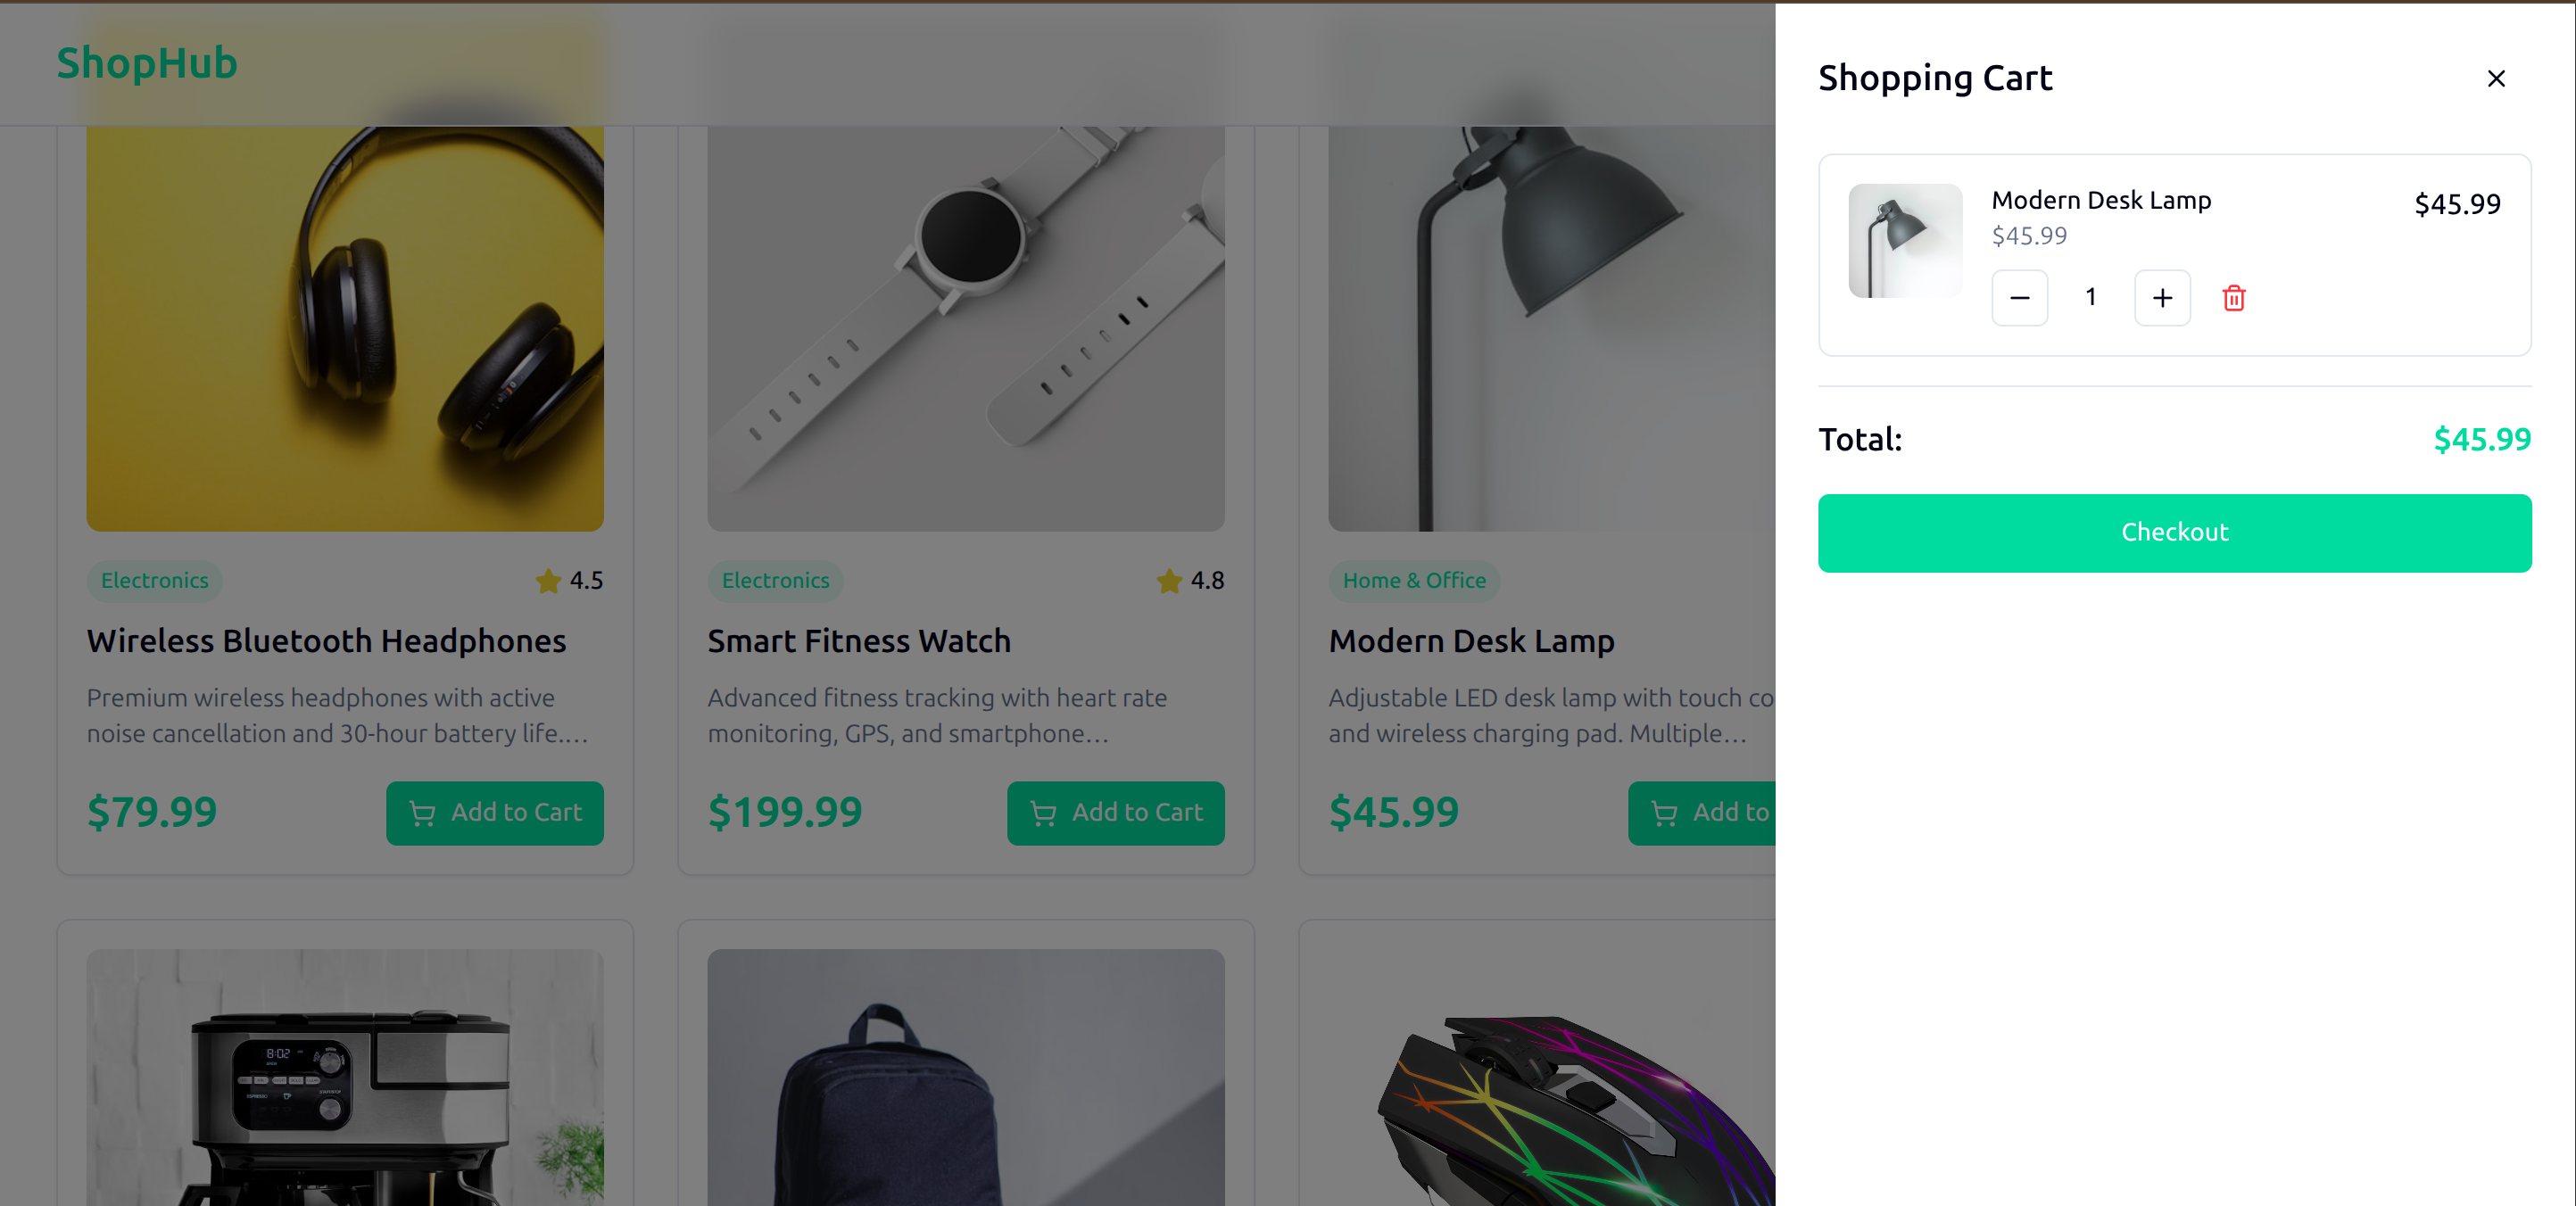 ShopHub
Electronics
4.5
Wireless Bluetooth Headphones
Premium wireless headphones with active
noise cancellation and 30-hour battery life....
$79.99
Add to Cart
Electronics
4.8
Smart Fitness Watch
Advanced fitness tracking with heart rate
monitoring, GPS, and smartphone...
$199.99
Add to Cart
Home & Office
Modern Desk Lamp
Adjustable LED desk lamp with touch co
and wireless charging pad. Multiple...
$45.99
Add to
8:02
Shopping Cart
Modern Desk Lamp
$45.99
$45.99
1
Total:
$45.99
Checkout